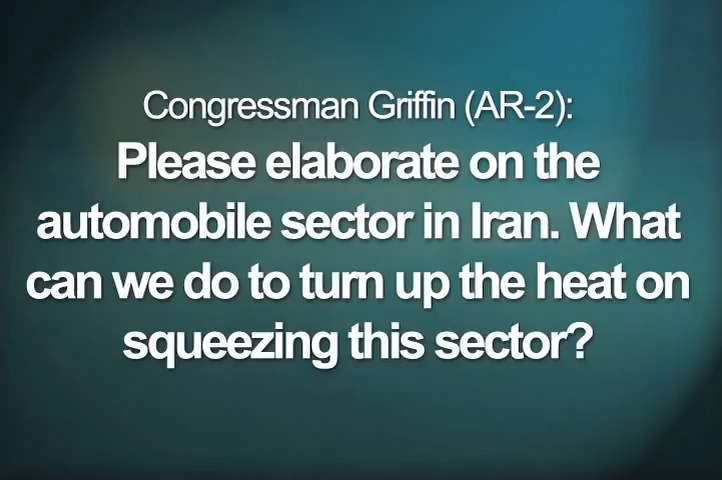 Congressman Griffin (AR-2):
Please elaborate on the
automobile sector in Iran. What
can we do to turn up the heat on
squeezing this sector?